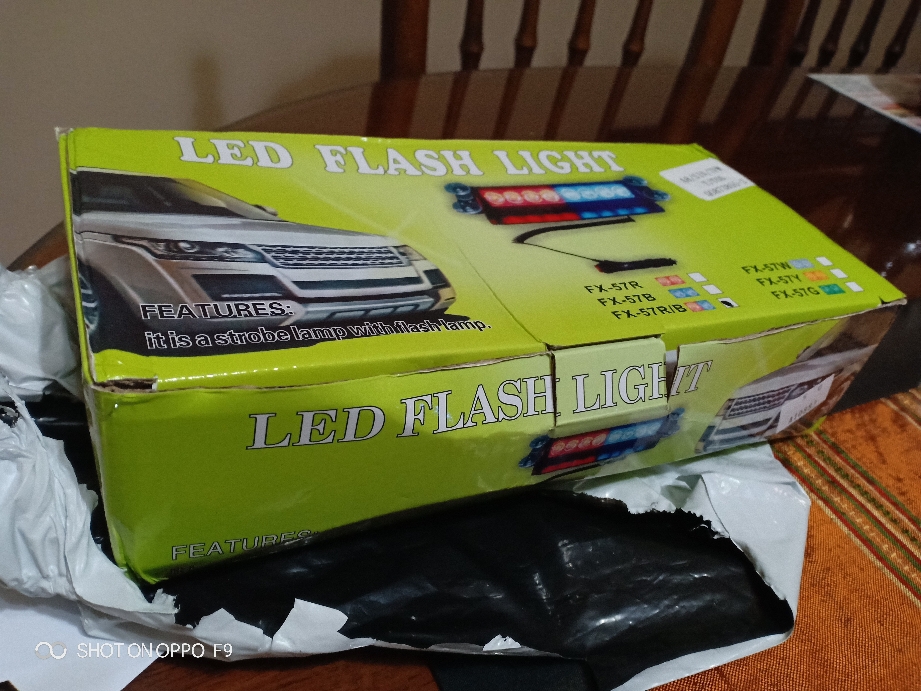 LED FLASH LIGHT
FEATURES:
it is a strobe lamp with flash lamp.
FX-57R
FX-57B
FX-57R/B
FX-57W
FX-57Y
FX-57G
LED FLASH LIGHT
FEATURES
SHOT ON OPPO F9